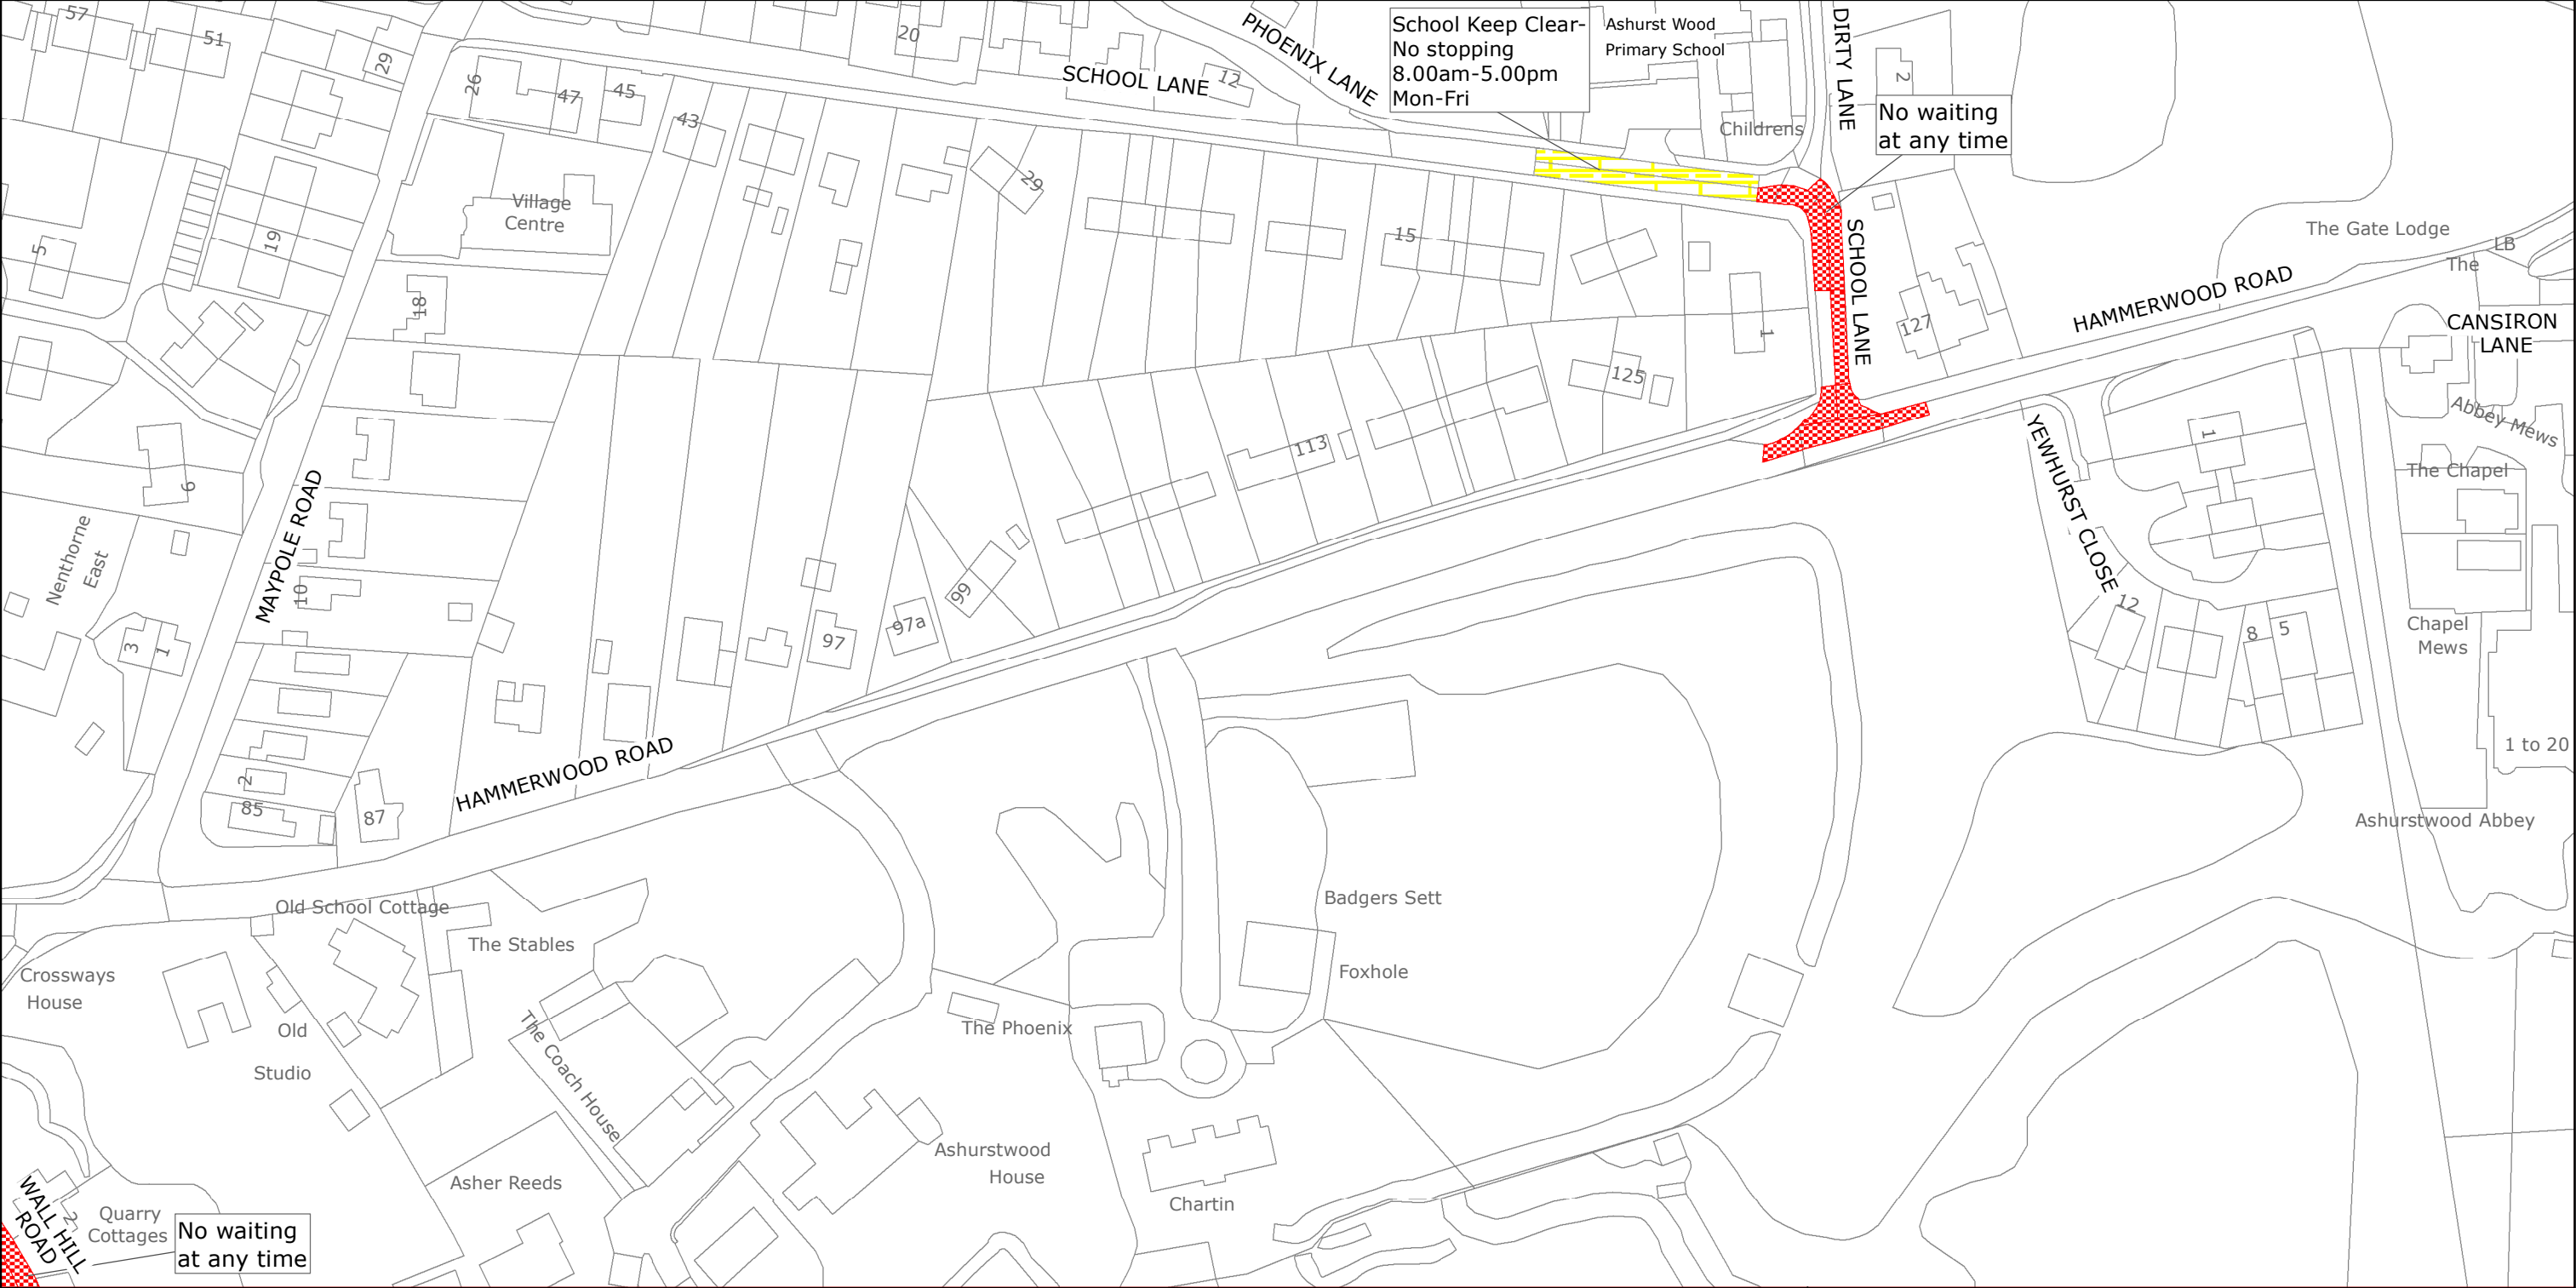 57
51
29
26
47
45
43
20
SCHOOL LANE
12
PHOENIX LANE
School Keep Clear-
No stopping
8.00am-5.00pm
Mon-Fri
Ashurst Wood
Primary School
Childrens
DIRTY LANE
2
No waiting
at any time
Village
Centre
29
15
19
5
18
SCHOOL LANE
1
125
127
HAMMERWOOD ROAD
The Gate Lodge
LB
The
CANSIRON
LANE
Abbey Mews
The Chapel
1
113
9
MAYPOLE ROAD
Nenthorne
East
10
3
1
99
97a
97
YEWHURST CLOSE
12
8
5
Chapel
Mews
1 to 20
Ashurstwood Abbey
HAMMERWOOD ROAD
2
85
87
Old School Cottage
The Stables
Crossways
House
Old
Studio
The Coach House
The Phoenix
Badgers Sett
Foxhole
Ashurstwood
House
Asher Reeds
Chartin
WALL HILL
ROAD
2
Quarry
Cottages
No waiting
at any time